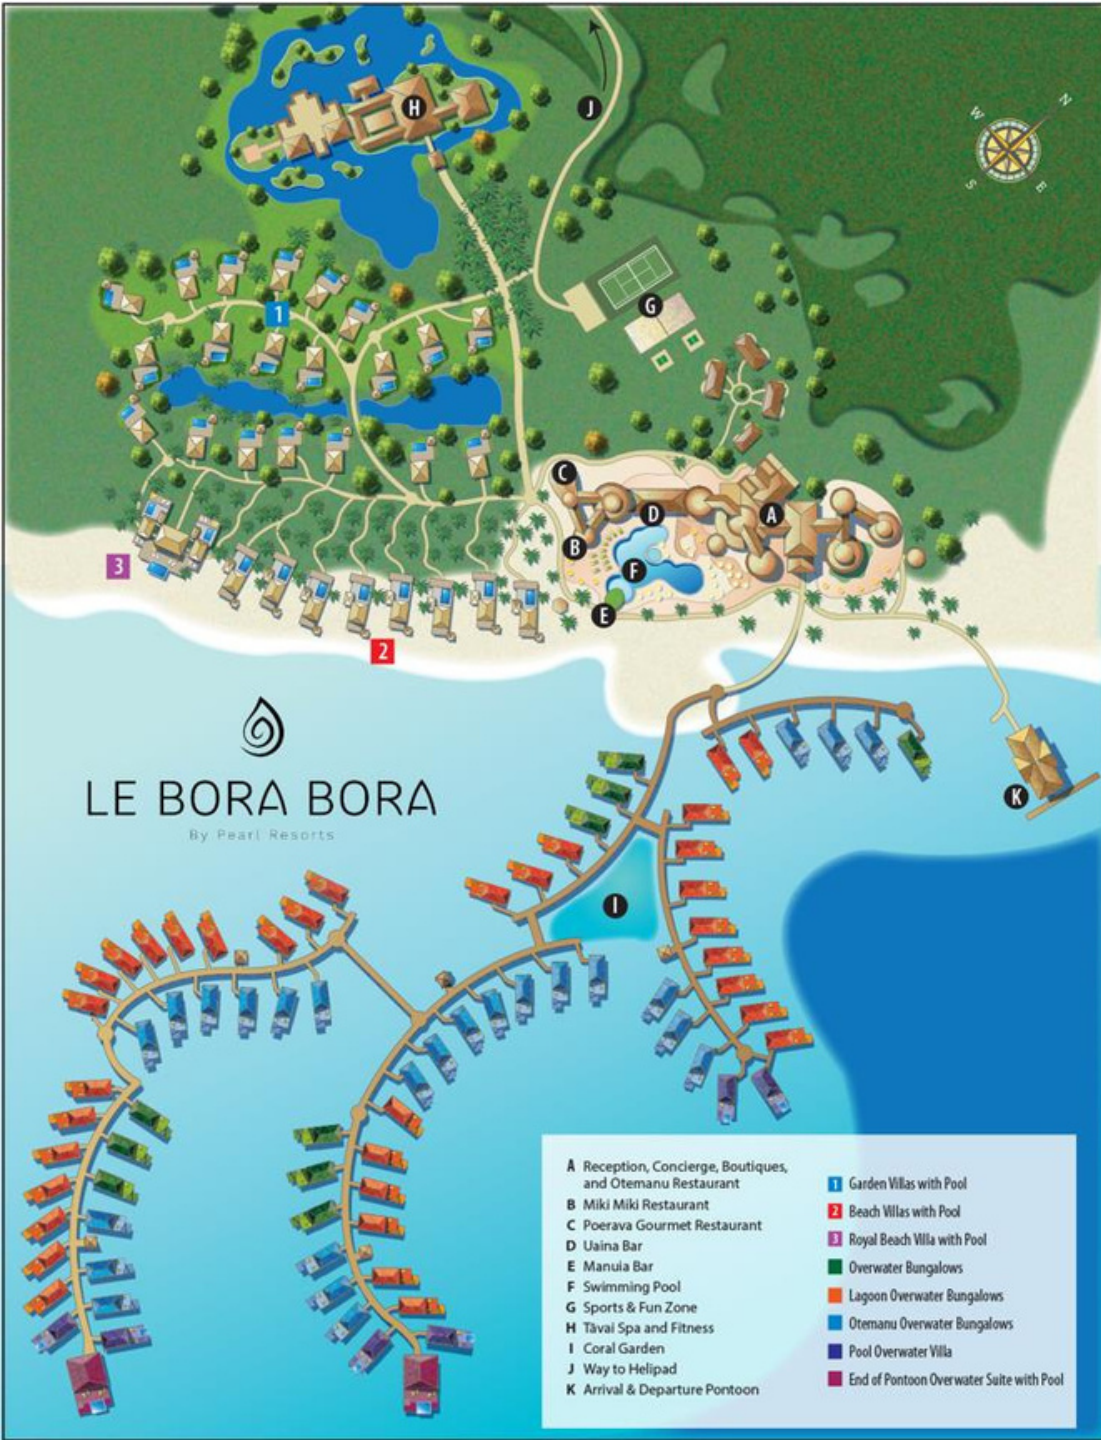 H
J
W
N
S
E
G
1
C
A
D
B
F
3
E
2
LE BORA BORA
By Pearl Resorts
K
I
A Reception, Concierge, Boutiques,
and Otemanu Restaurant
B Miki Miki Restaurant
C Poerava Gourmet Restaurant
D Uaina Bar
E Manuia Bar
F Swimming Pool
G Sports & Fun Zone
H Tāvai Spa and Fitness
I Coral Garden
J Way to Helipad
K Arrival & Departure Pontoon
1 Garden Villas with Pool
2 Beach Villas with Pool
3 Royal Beach Villa with Pool
Overwater Bungalows
Lagoon Overwater Bungalows
Otemanu Overwater Bungalows
Pool Overwater Villa
End of Pontoon Overwater Suite with Pool